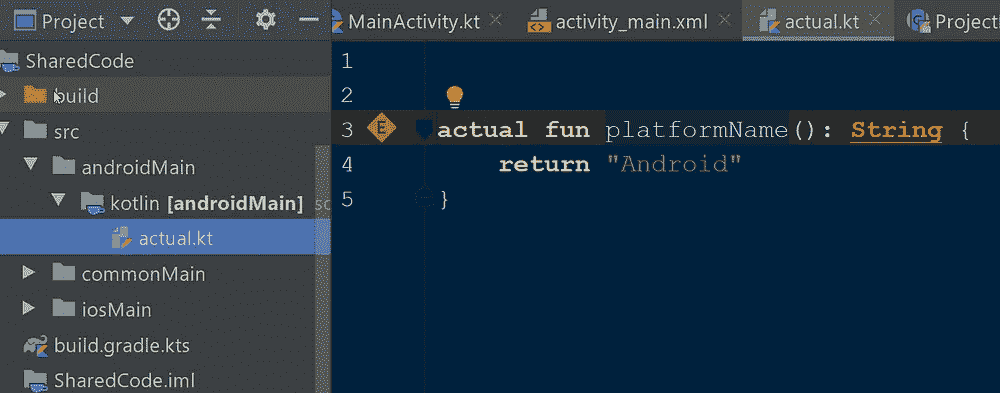 Project
SharedCode
build
src
androidMain
kotlin [androidMain]
actual.kt
commonMain
iosMain
build.gradle.kts
SharedCode.iml
MainActivity.kt
activity_main.xml
actual.kt
Project
1
2
3 E actual fun platformName(): String {
4 return "Android"
5 }